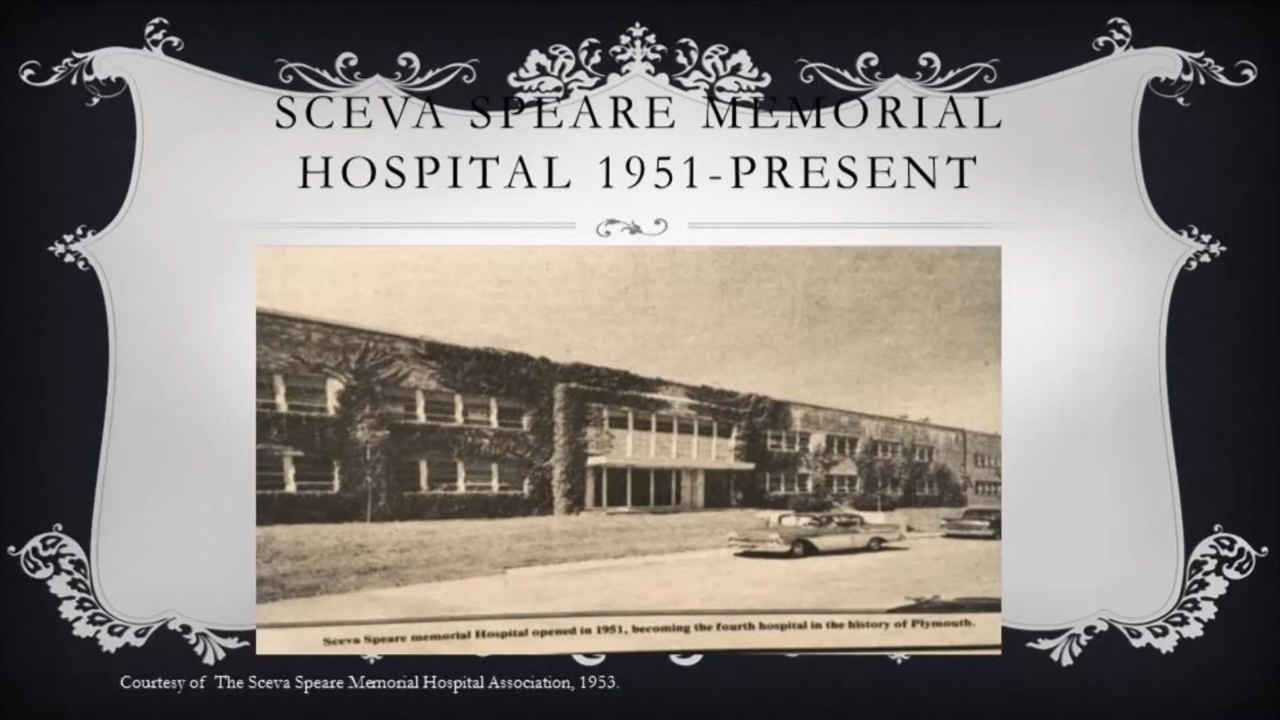 SCEVA SPEARE MEMORIAL
HOSPITAL 1951-PRESENT
Sceva Speare memorial Hospital opened in 1951, becoming the fourth hospital in the history of Plymouth.
Courtesy of The Sceva Speare Memorial Hospital Association, 1953.